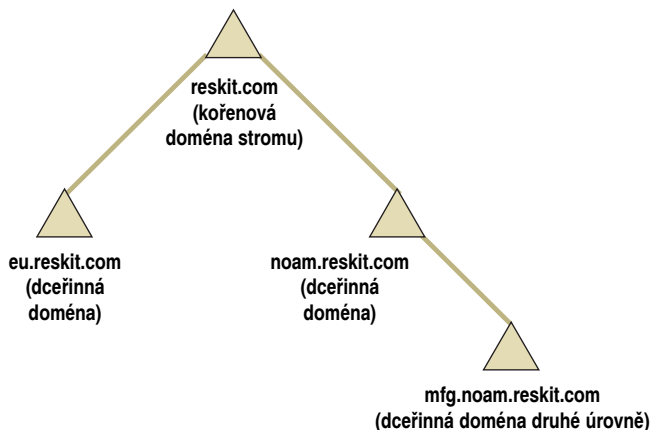 reskit.com
(kořenová
doména stromu)
eu.reskit.com
(dceřinná
doména)
noam.reskit.com
(dceřinná
doména)
mfg.noam.reskit.com
(dceřinná doména druhé úrovně)